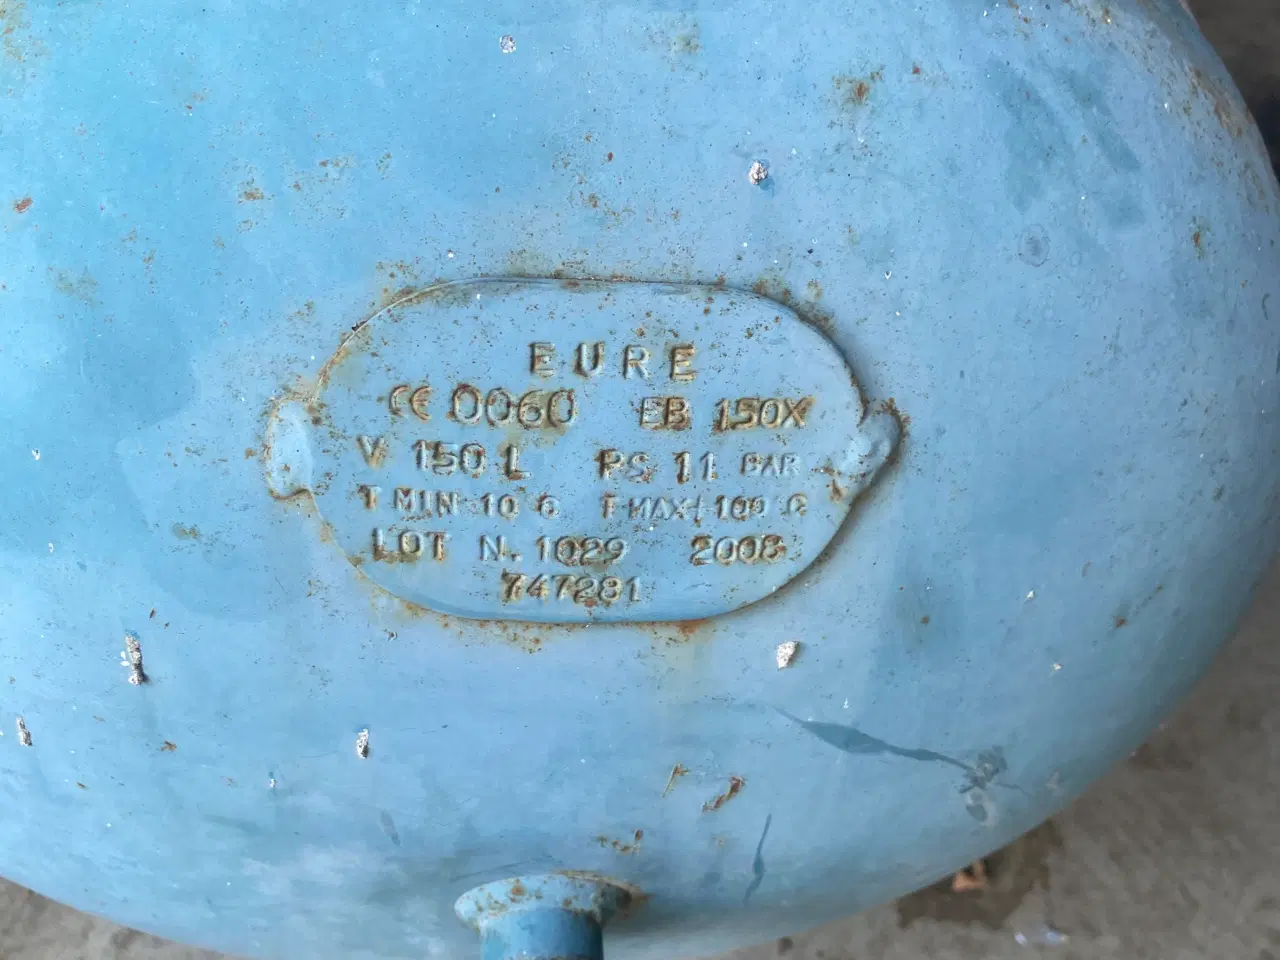 EURE
CE 0060 EB 150X
V 150 L PS 11 BAR
T MIN -10 °C T MAX +100 °C
LOT N. 1029 2008
747281